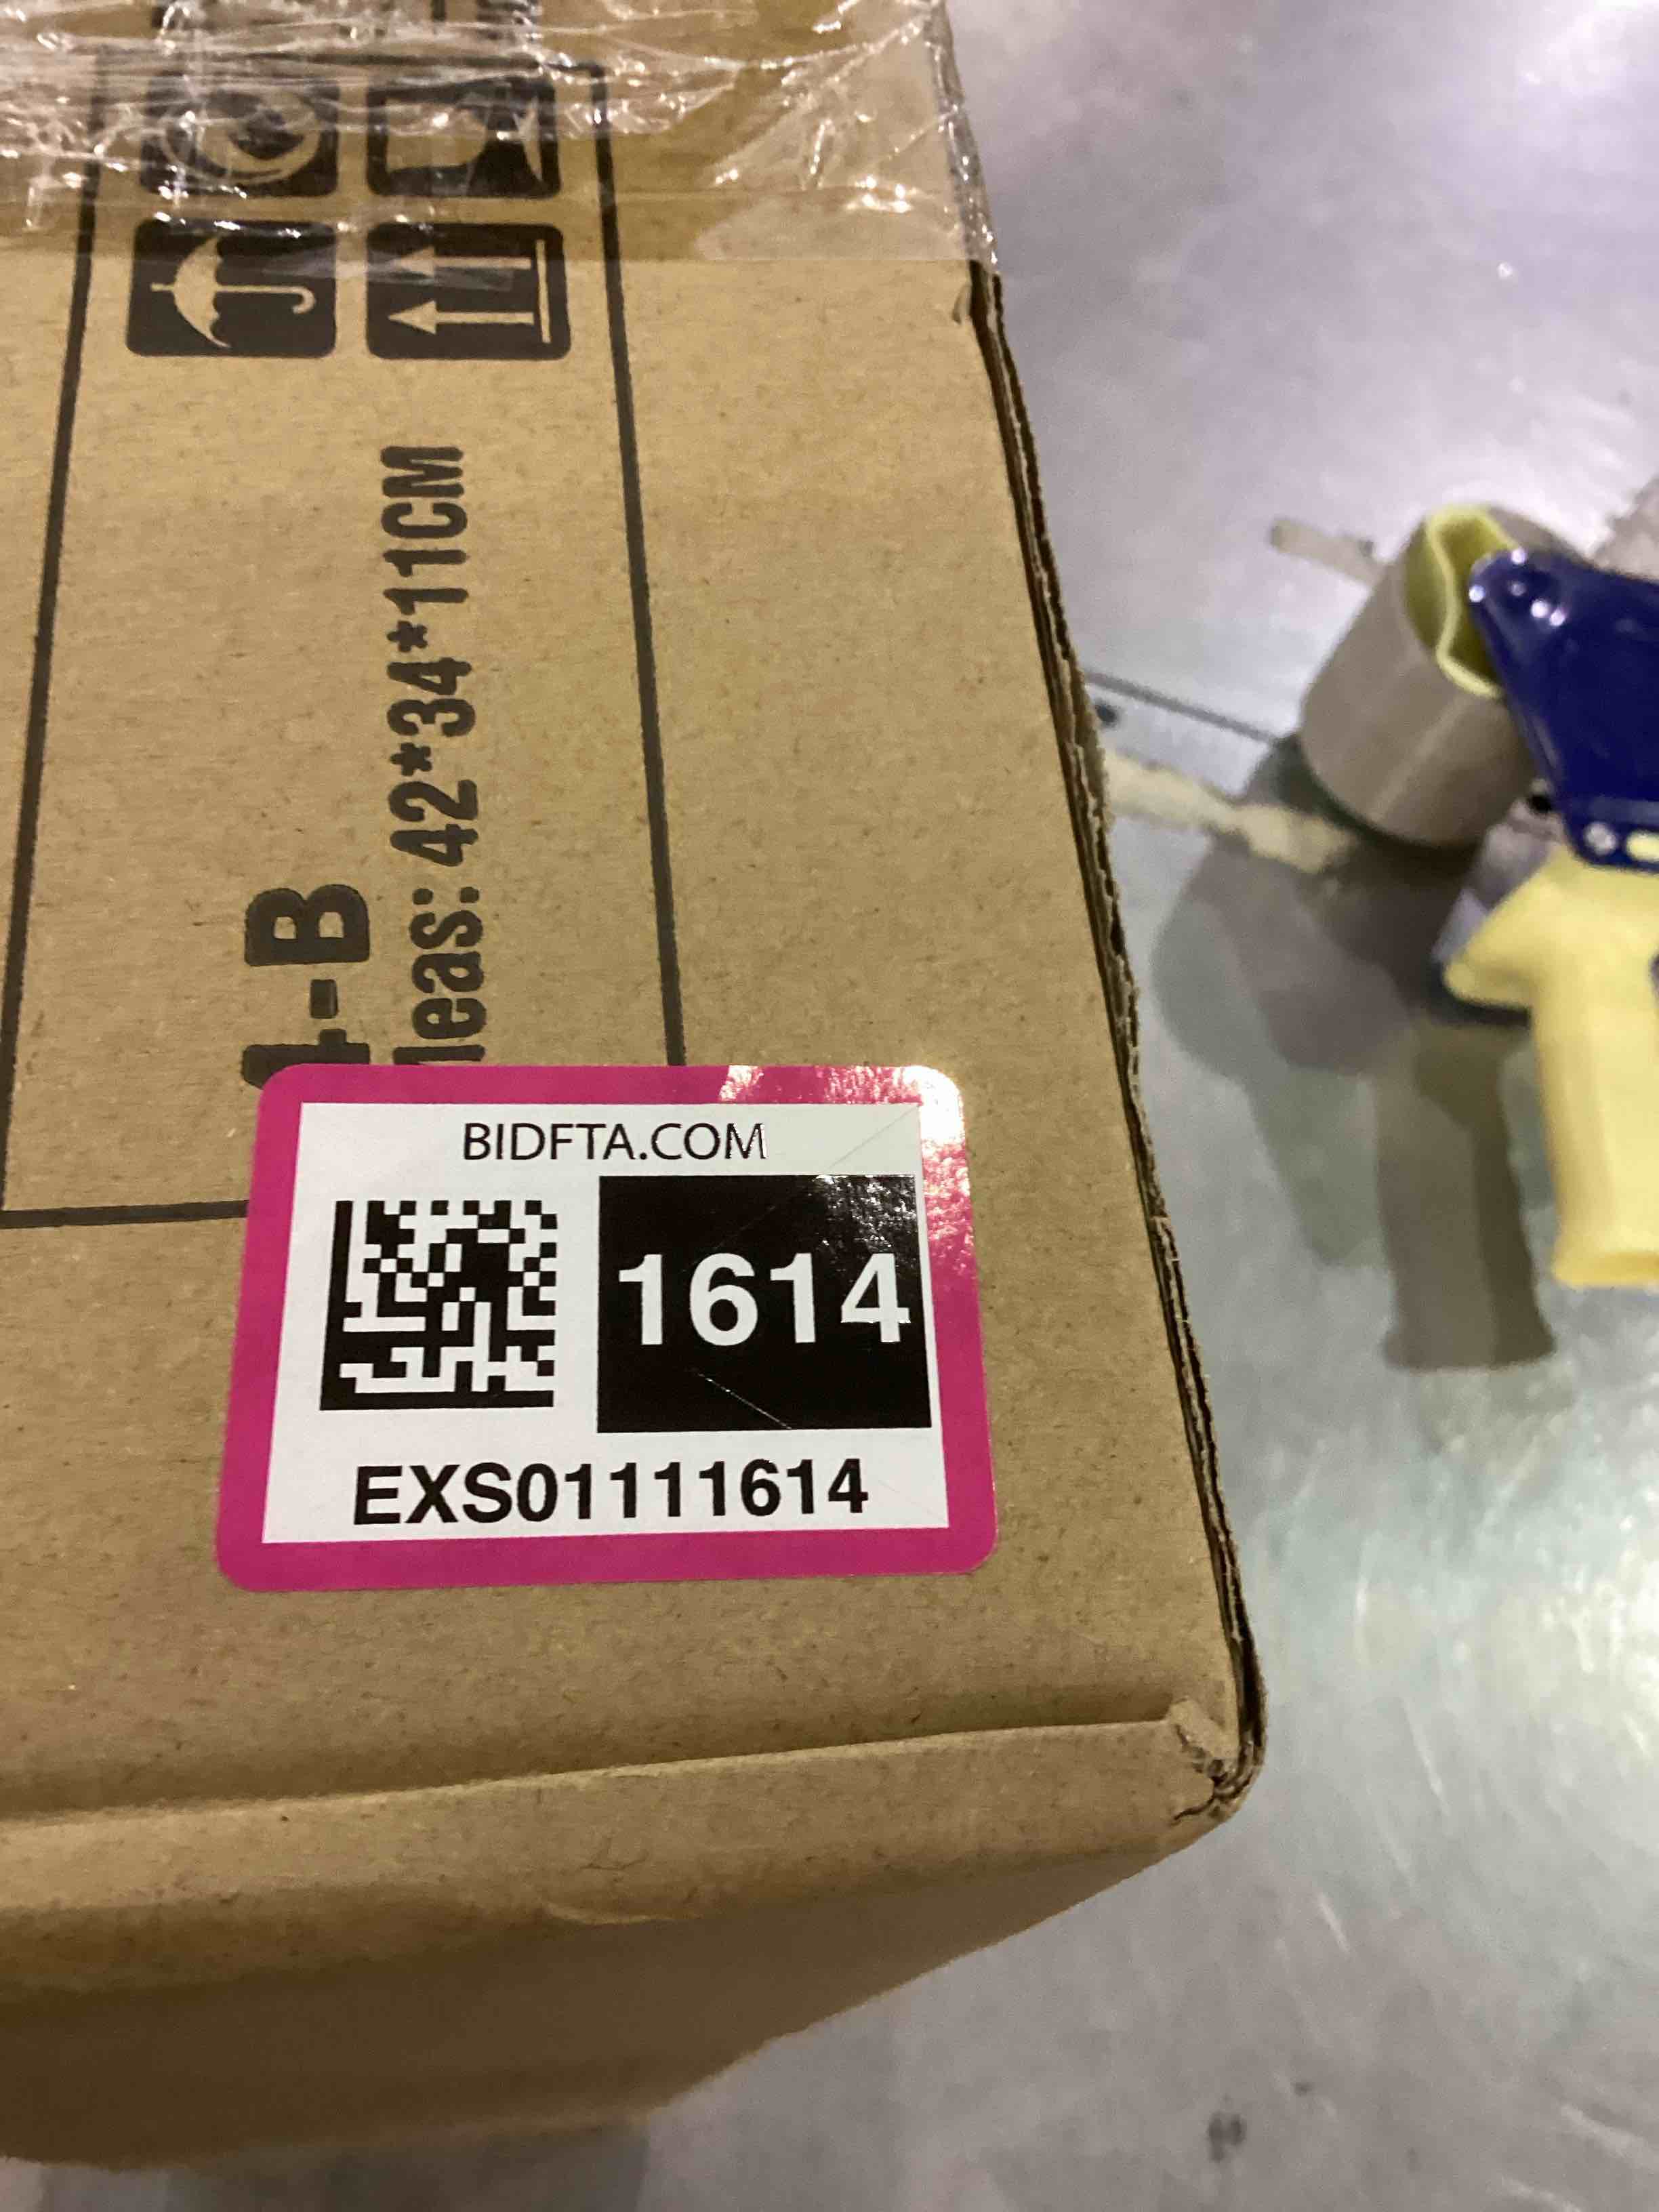 -B
Meas: 42*34*11CM
BIDFTA.COM
1614
EXS01111614